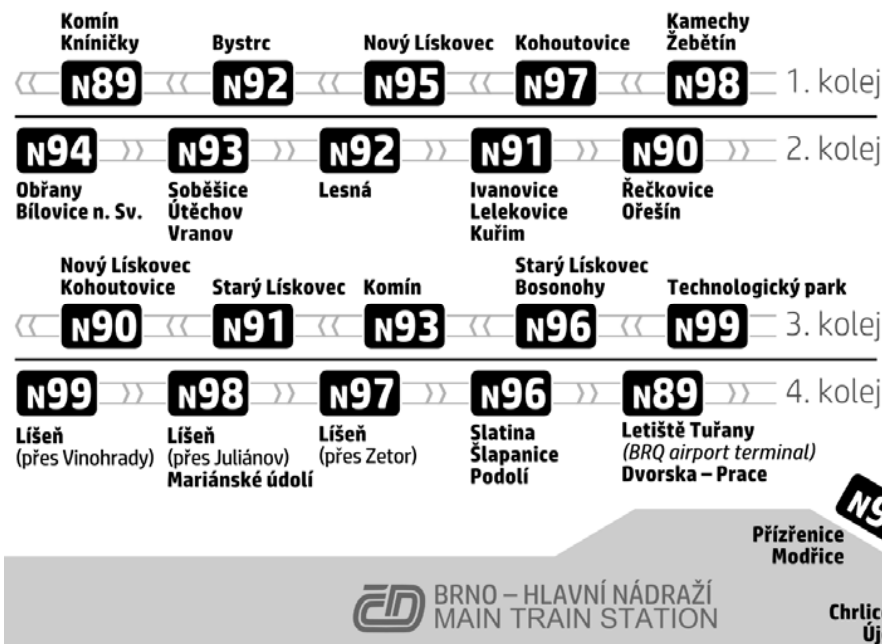 Komín
Kníničky
Bystrc
Nový Lískovec
Kohoutovice
Kamechy
Žebětín
N89 N92 N95 N97 N98 1. kolej
N94 N93 N92 N91 N90 2. kolej
Obřany
Bílovice n. Sv.
Soběšice
Útěchov
Vranov
Lesná
Ivanovice
Lelekovice
Kuřim
Řečkovice
Ořešín
Nový Lískovec
Kohoutovice
Starý Lískovec
Komín
Starý Lískovec
Bosonohy
Technologický park
N90 N91 N93 N96 N99 3. kolej
N99 N98 N97 N96 N89 4. kolej
Líšeň
(přes Vinohrady)
Líšeň
(přes Juliánov)
Mariánské údolí
Líšeň
(přes Zetor)
Slatina
Šlapanice
Podolí
Letiště Tuřany
(BRQ airport terminal)
Dvorska – Prace
Přízřenice
Modřice
ČD BRNO – HLAVNÍ NÁDRAŽÍ
MAIN TRAIN STATION